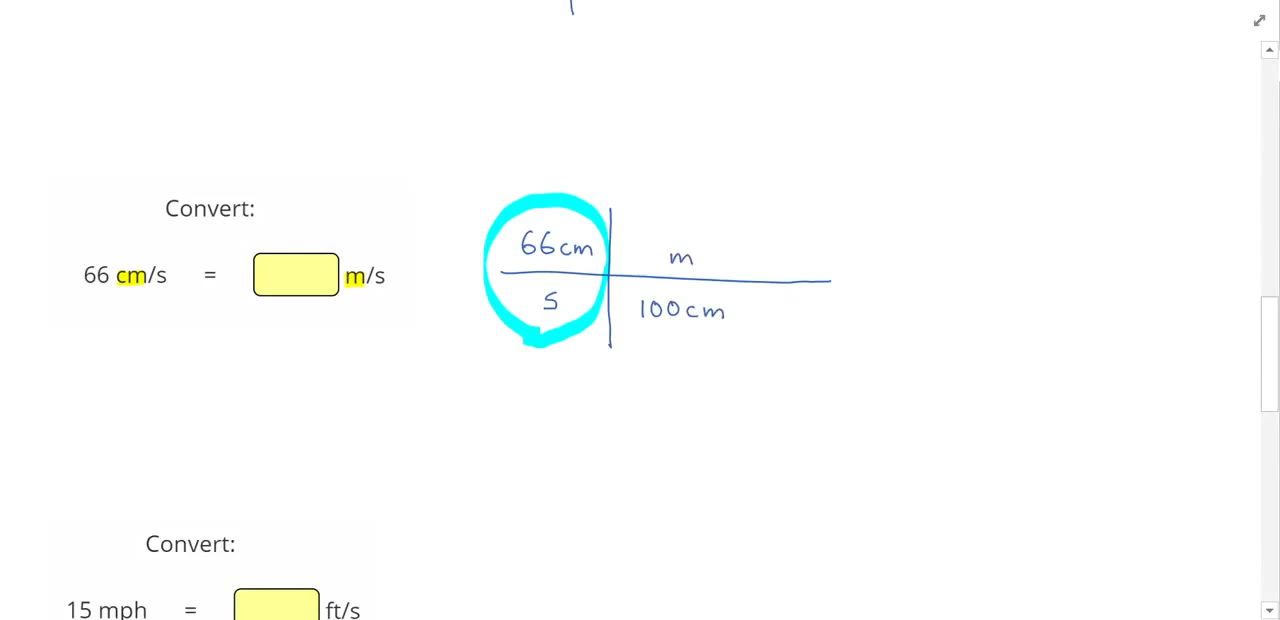 Convert:
66 cm/s = m/s
66cm m
s 100cm
Convert:
15 mph = ft/s